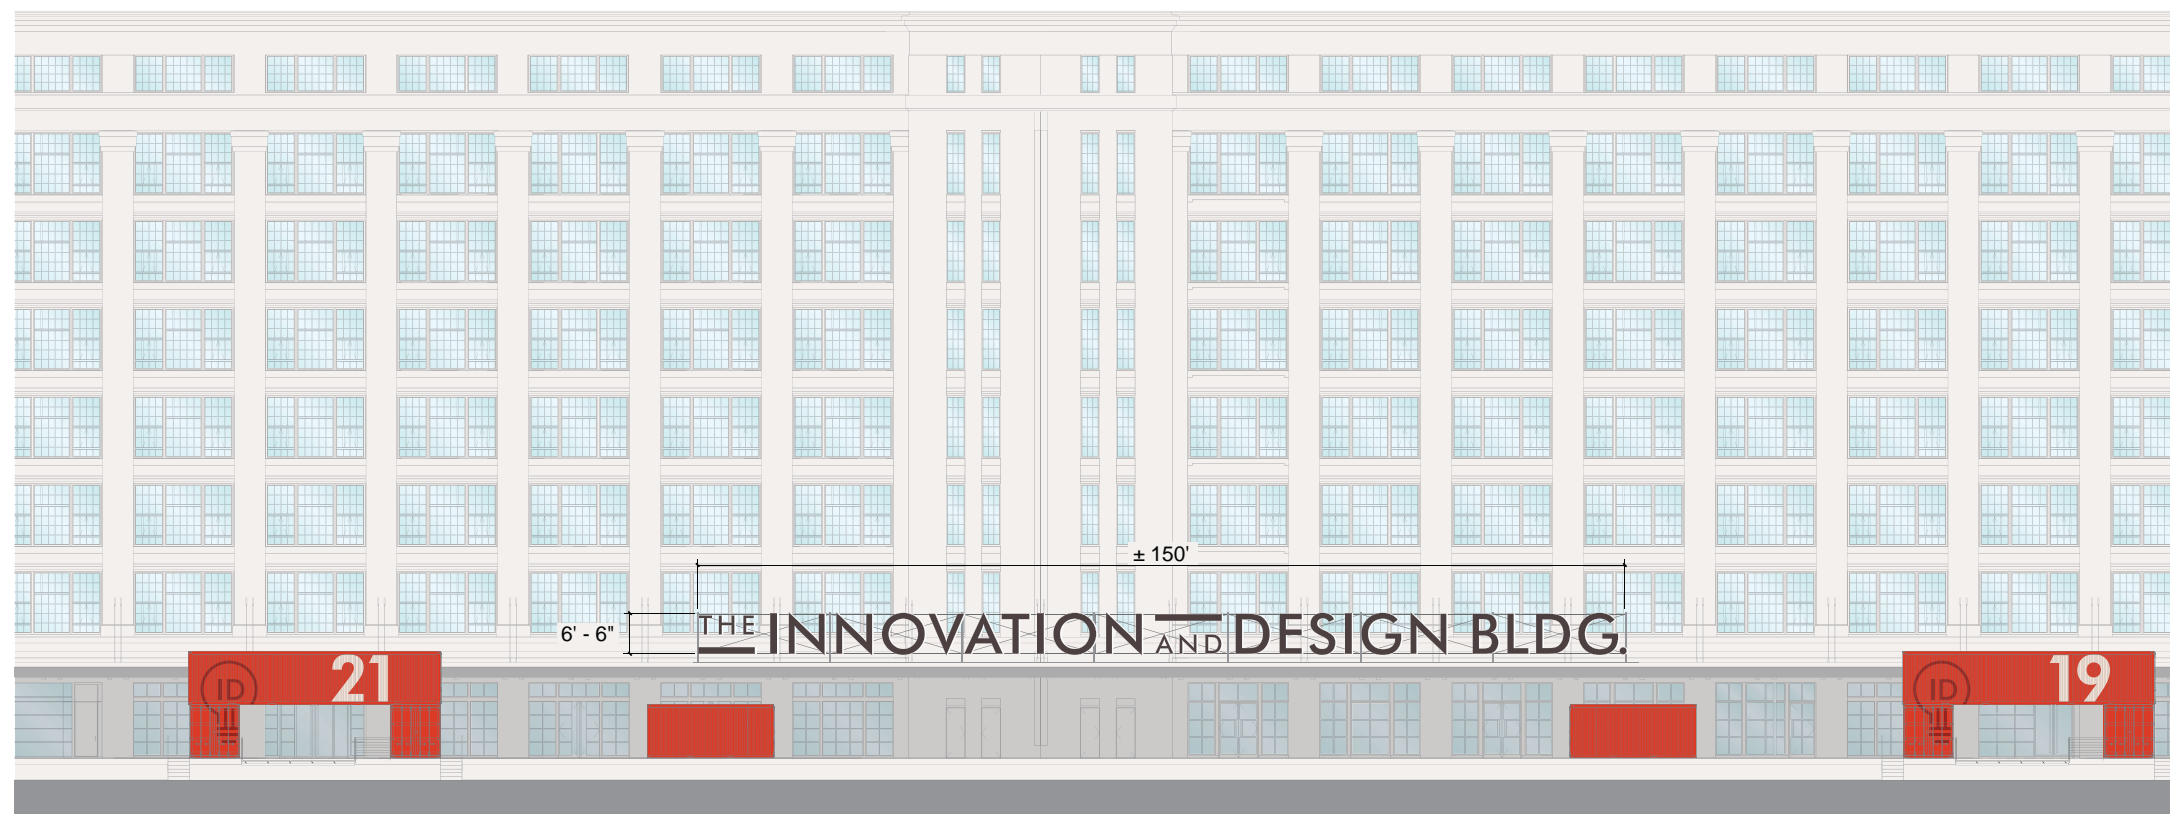 ± 150'
6' - 6"
THE INNOVATION AND DESIGN BLDG.
21
ID
19
ID